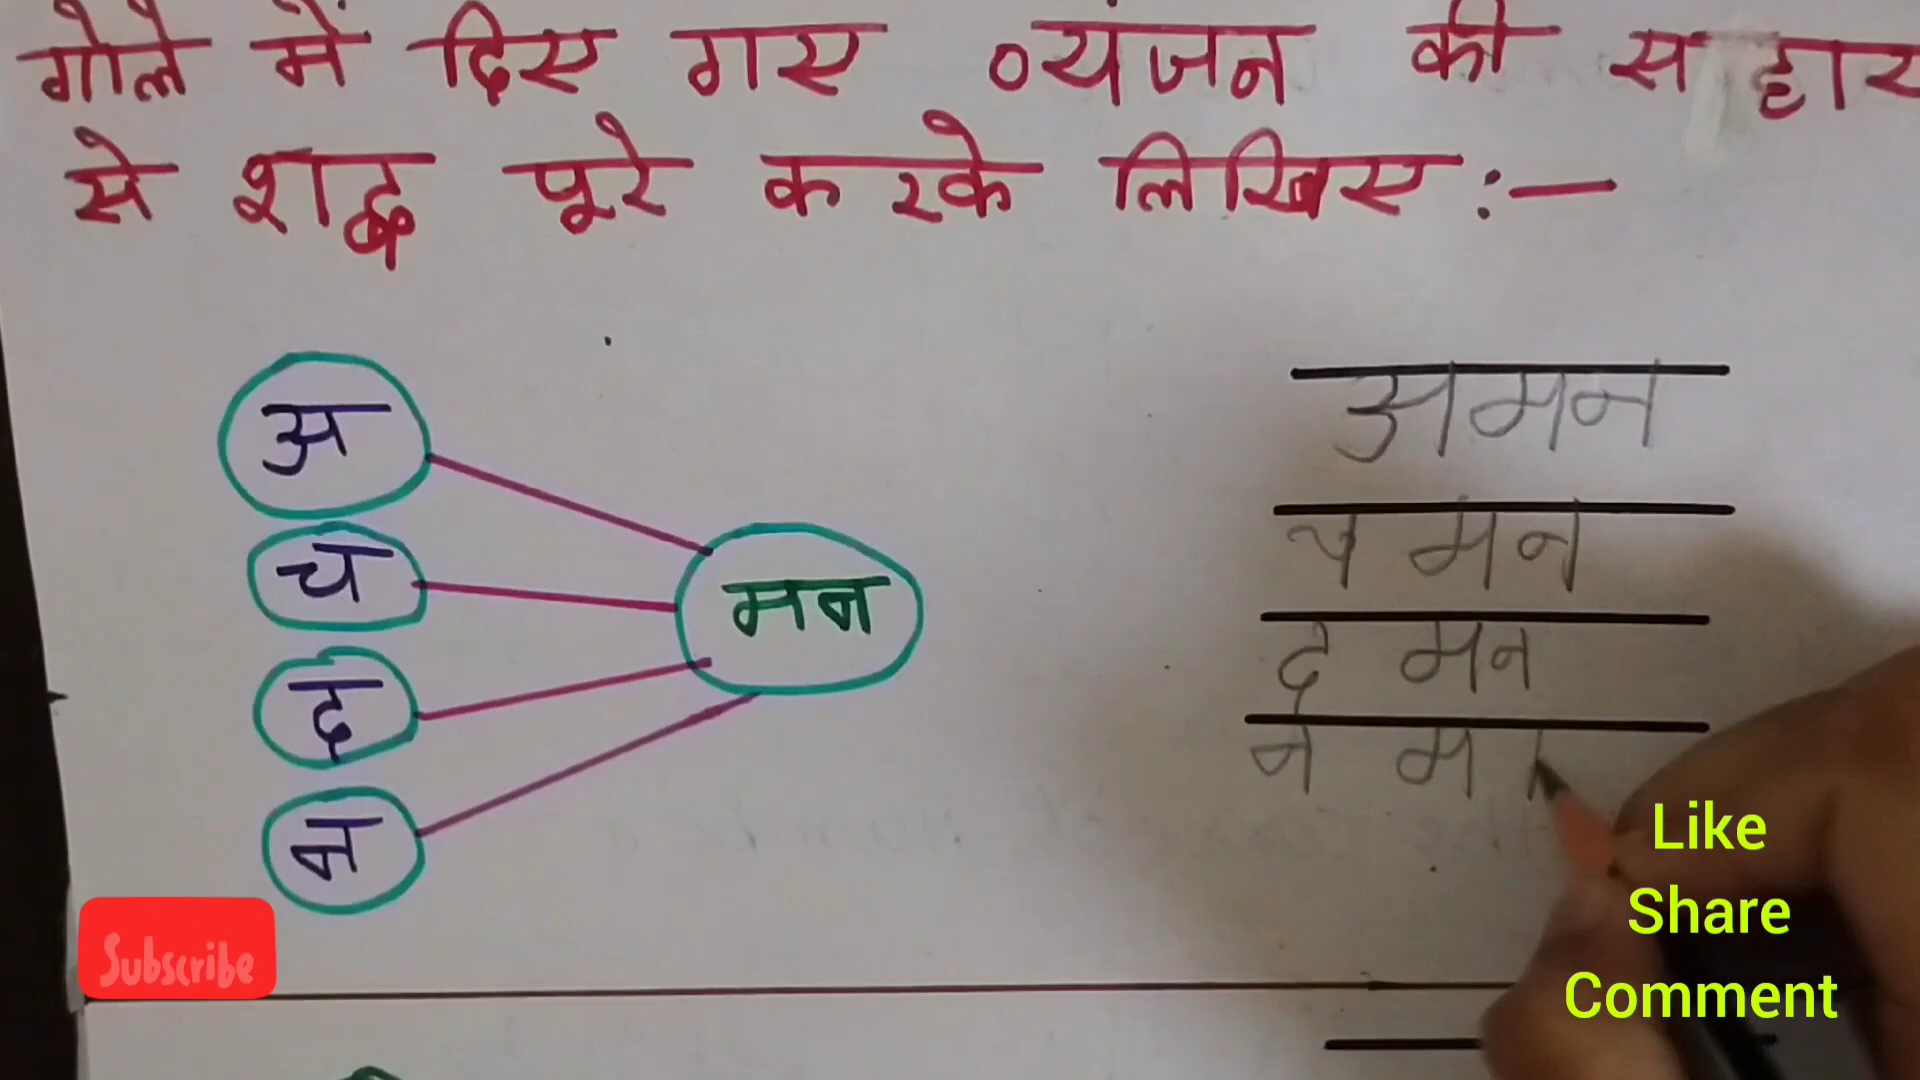 गोले में दिए गए व्यंजन की सहार
से शब्द पूरे करके लिखिए :-
अ
च
द
न
मन
अमन
च मन
द मन
न म
Subscribe
Like
Share
Comment